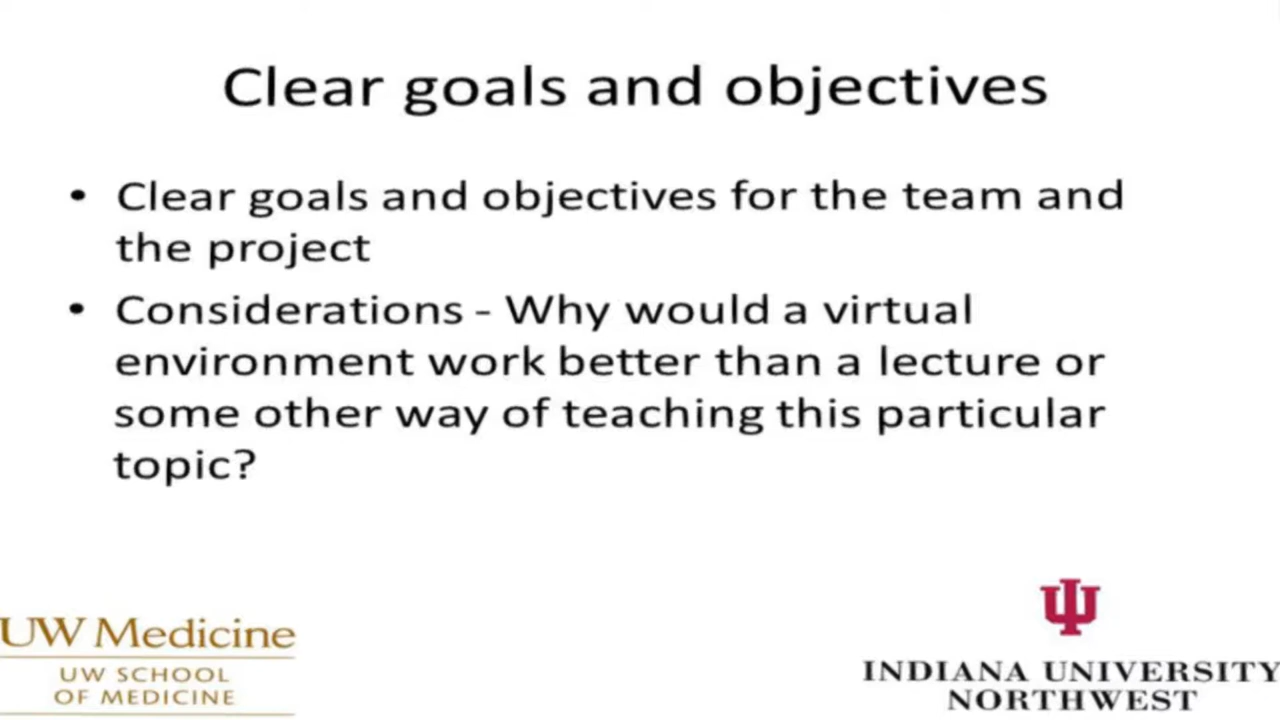 Clear goals and objectives
• Clear goals and objectives for the team and
the project
• Considerations - Why would a virtual
environment work better than a lecture or
some other way of teaching this particular
topic?
UW Medicine
UW SCHOOL
OF MEDICINE
INDIANA UNIVERSITY
NORTHWEST